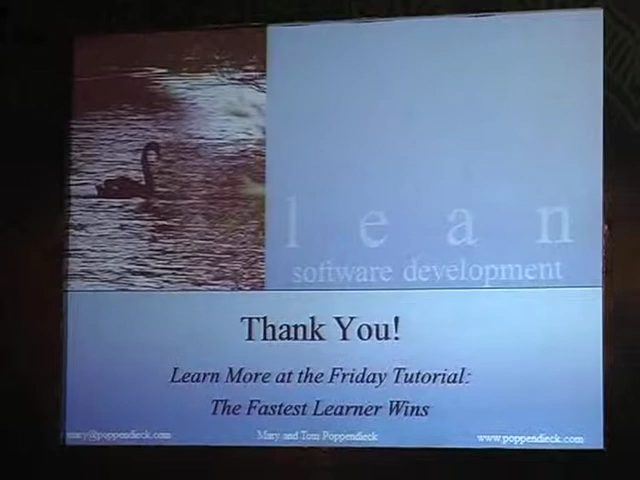 lean
software development
Thank You!
Learn More at the Friday Tutorial:
The Fastest Learner Wins
mary@poppendieck.com
Mary and Tom Poppendieck
www.poppendieck.com